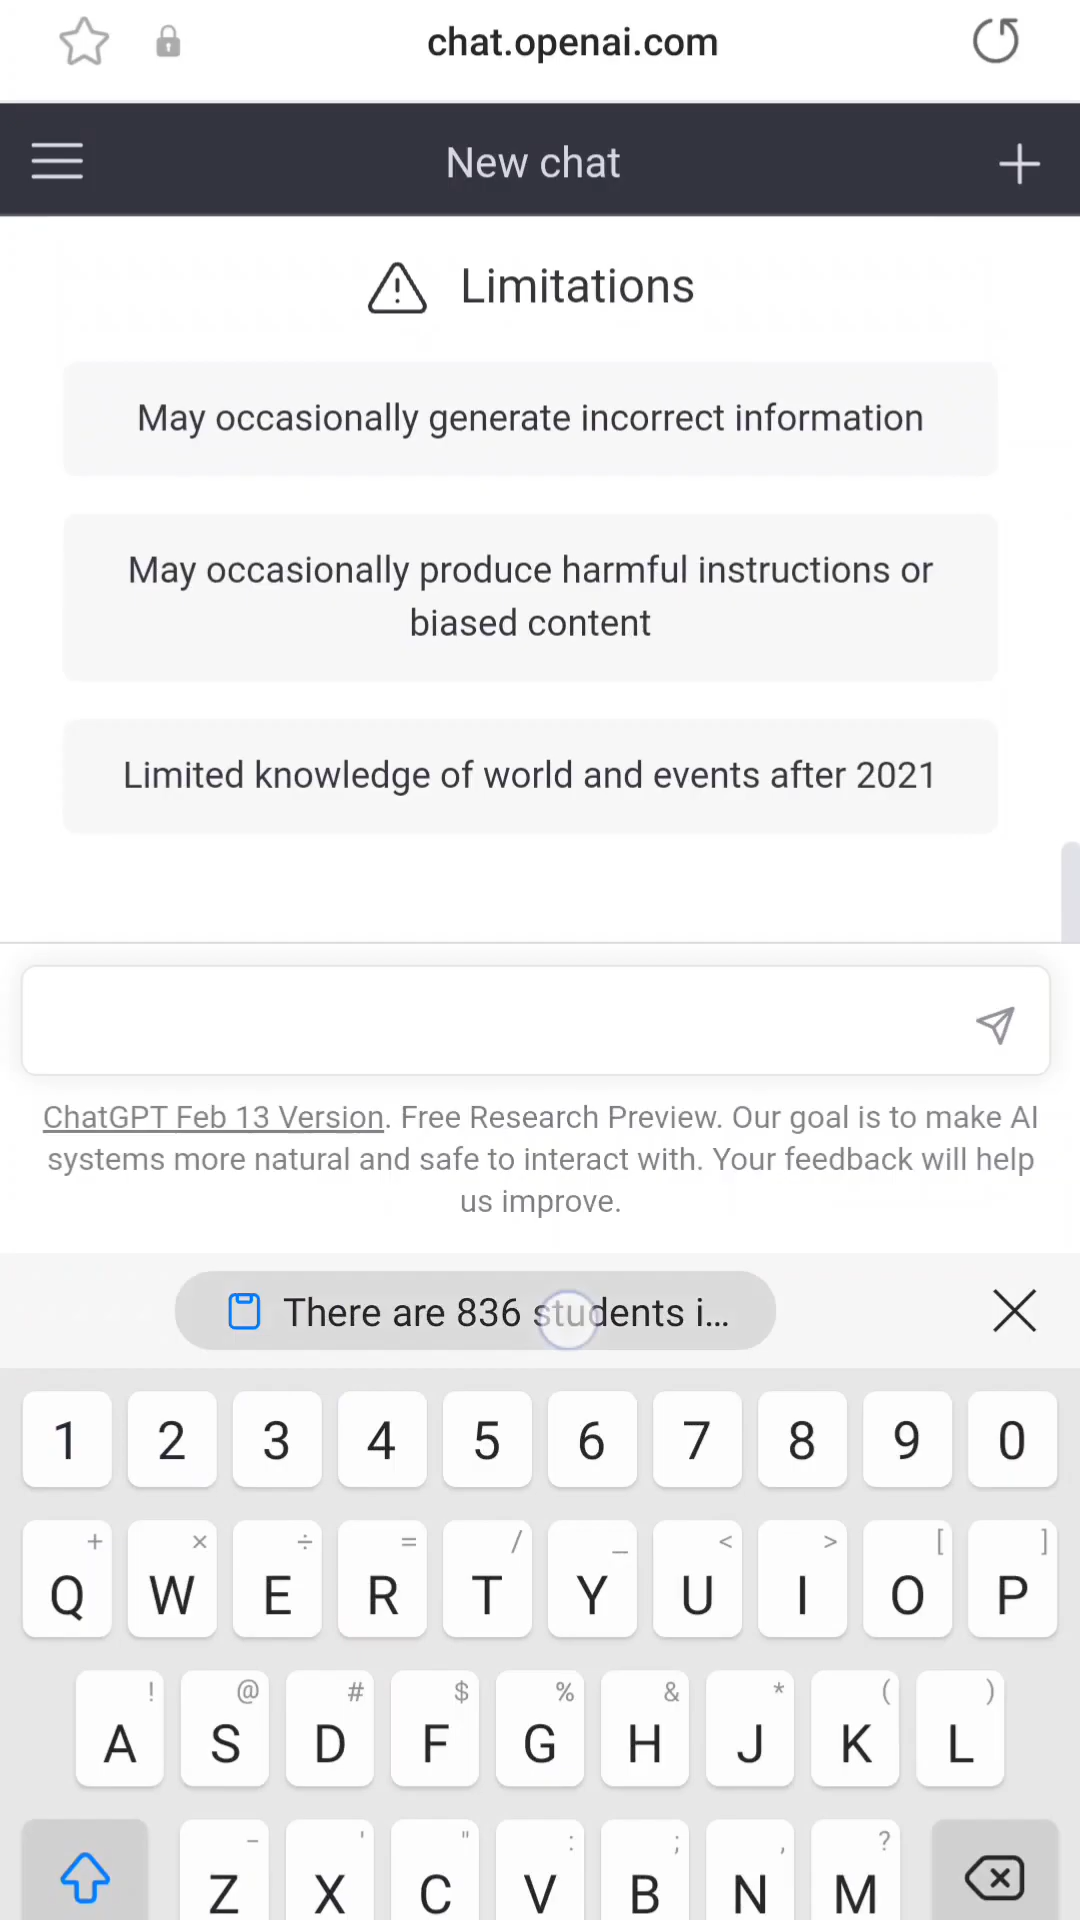 chat.openai.com
New chat
Limitations
May occasionally generate incorrect information
May occasionally produce harmful instructions or
biased content
Limited knowledge of world and events after 2021
ChatGPT Feb 13 Version. Free Research Preview. Our goal is to make AI
systems more natural and safe to interact with. Your feedback will help
us improve.
There are 836 students i...
1 2 3 4 5 6 7 8 9 0
+ × ÷ = / _ < > [ ]
Q W E R T Y U I O P
! @ # $ % & * ( )
A S D F G H J K L
- ' " : ; , ?
Z X C V B N M